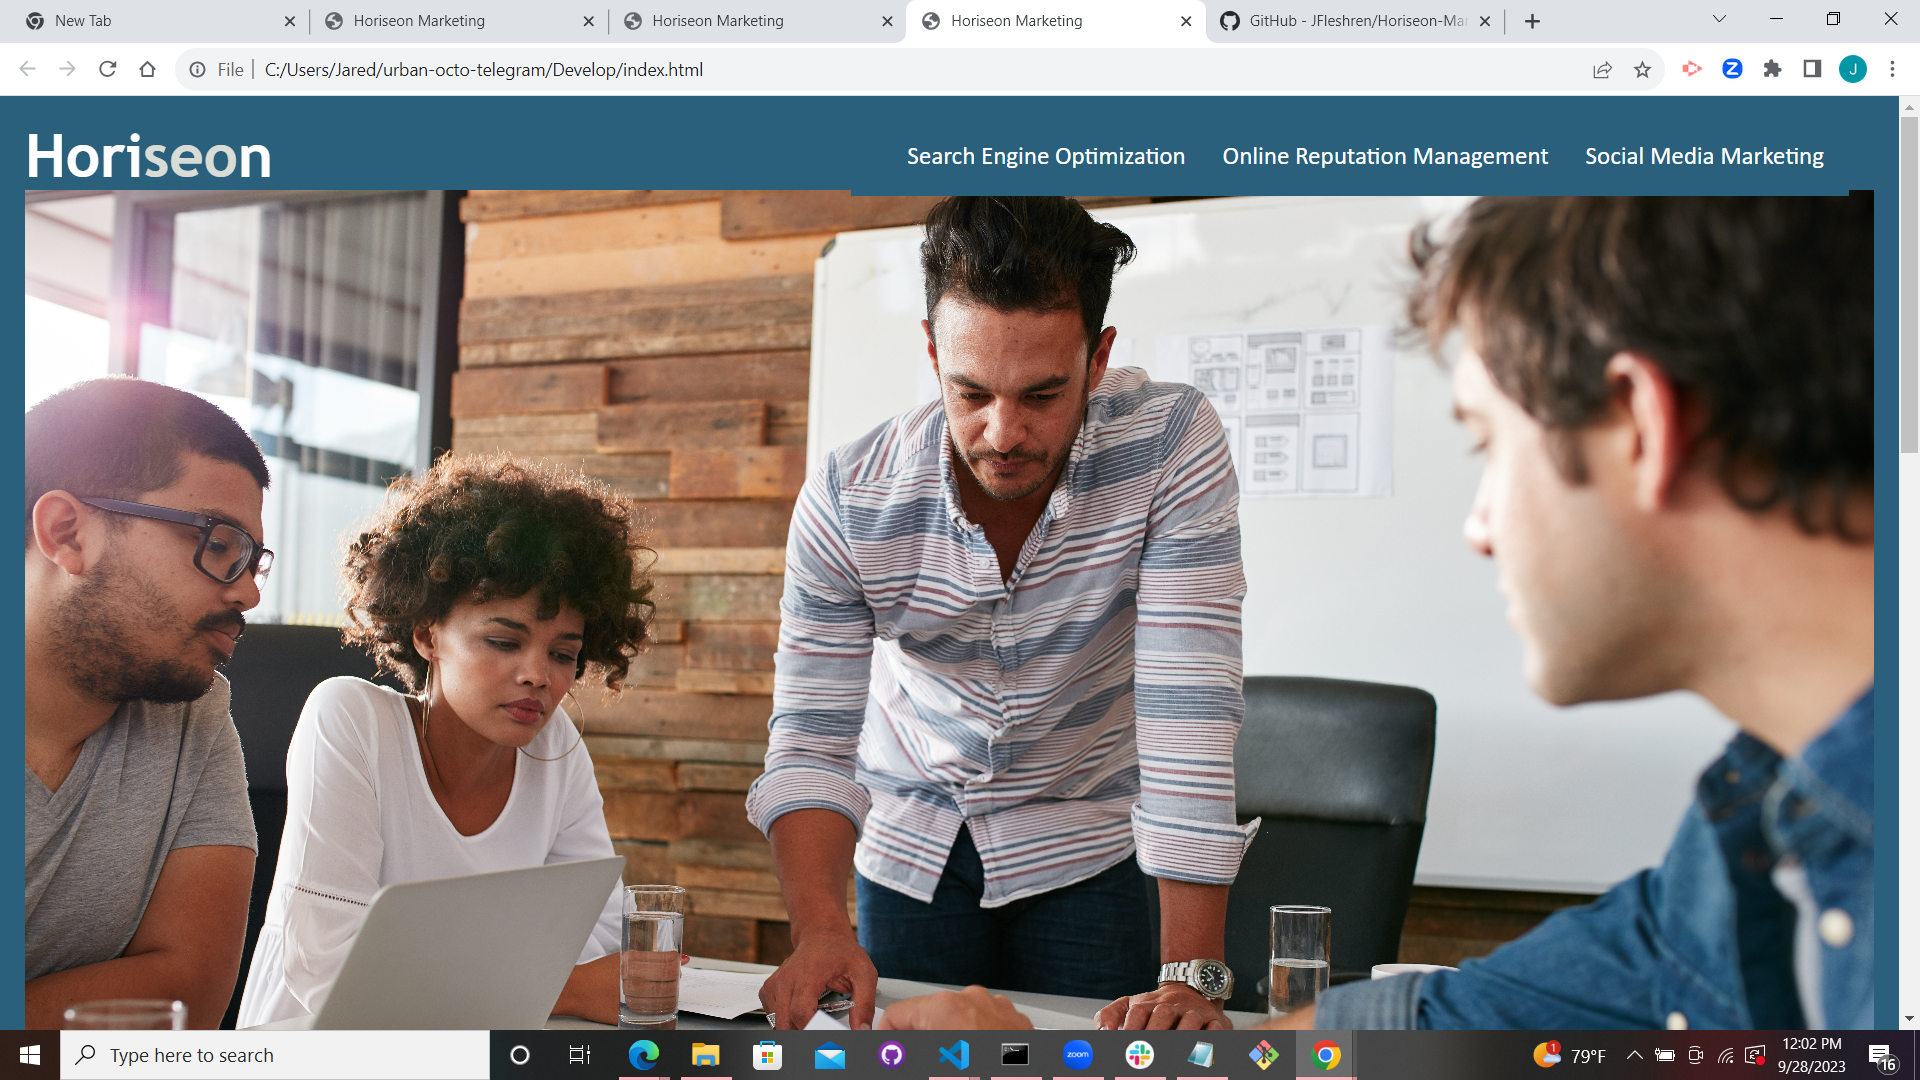 New Tab
Horiseon Marketing
Horiseon Marketing
Horiseon Marketing
GitHub - JFleshren/Horiseon-Mar
File
C:/Users/Jared/urban-octo-telegram/Develop/index.html
J
Horiseon
Search Engine Optimization
Online Reputation Management
Social Media Marketing
Type here to search
zoom
1
79°F
12:02 PM
9/28/2023
16